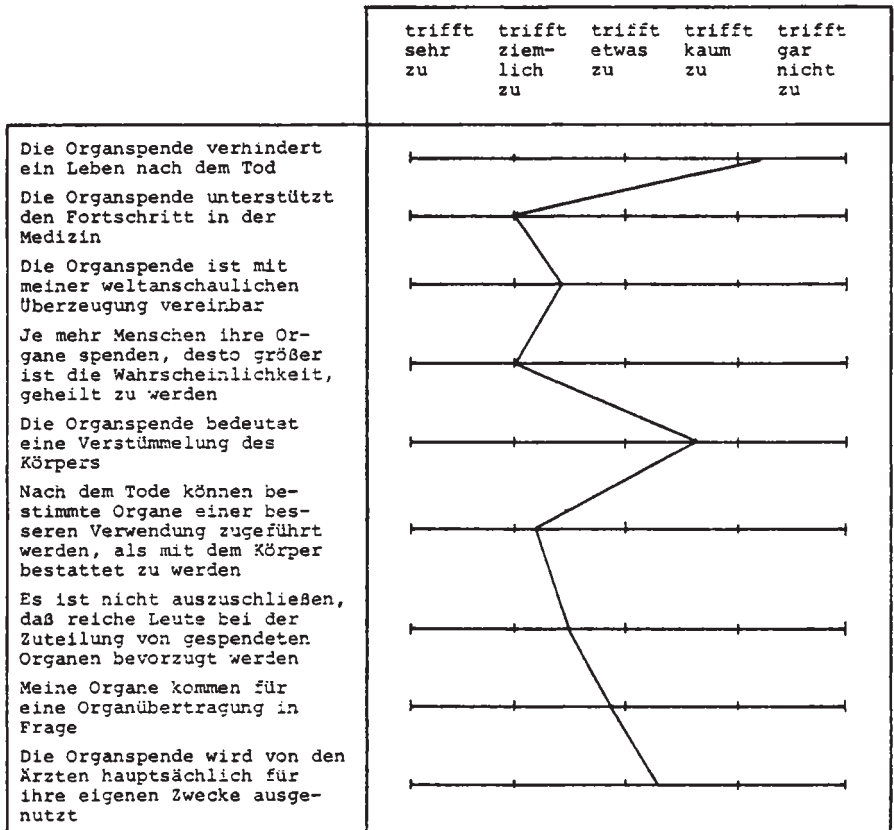 trifft trifft trifft trifft trifft
sehr ziem- etwas kaum gar
zu lich zu zu nicht
zu zu
Die Organspende verhindert
ein Leben nach dem Tod
Die Organspende unterstützt
den Fortschritt in der
Medizin
Die Organspende ist mit
meiner weltanschaulichen
Überzeugung vereinbar
Je mehr Menschen ihre Or-
gane spenden, desto größer
ist die Wahrscheinlichkeit,
geheilt zu werden
Die Organspende bedeutet
eine Verstümmelung des
Körpers
Nach dem Tode können be-
stimmte Organe einer bes-
seren Verwendung zugeführt
werden, als mit dem Körper
bestattet zu werden
Es ist nicht auszuschließen,
daß reiche Leute bei der
Zuteilung von gespendeten
Organen bevorzugt werden
Meine Organe kommen für
eine Organübertragung in
Frage
Die Organspende wird von den
Ärzten hauptsächlich für
ihre eigenen Zwecke ausge-
nutzt